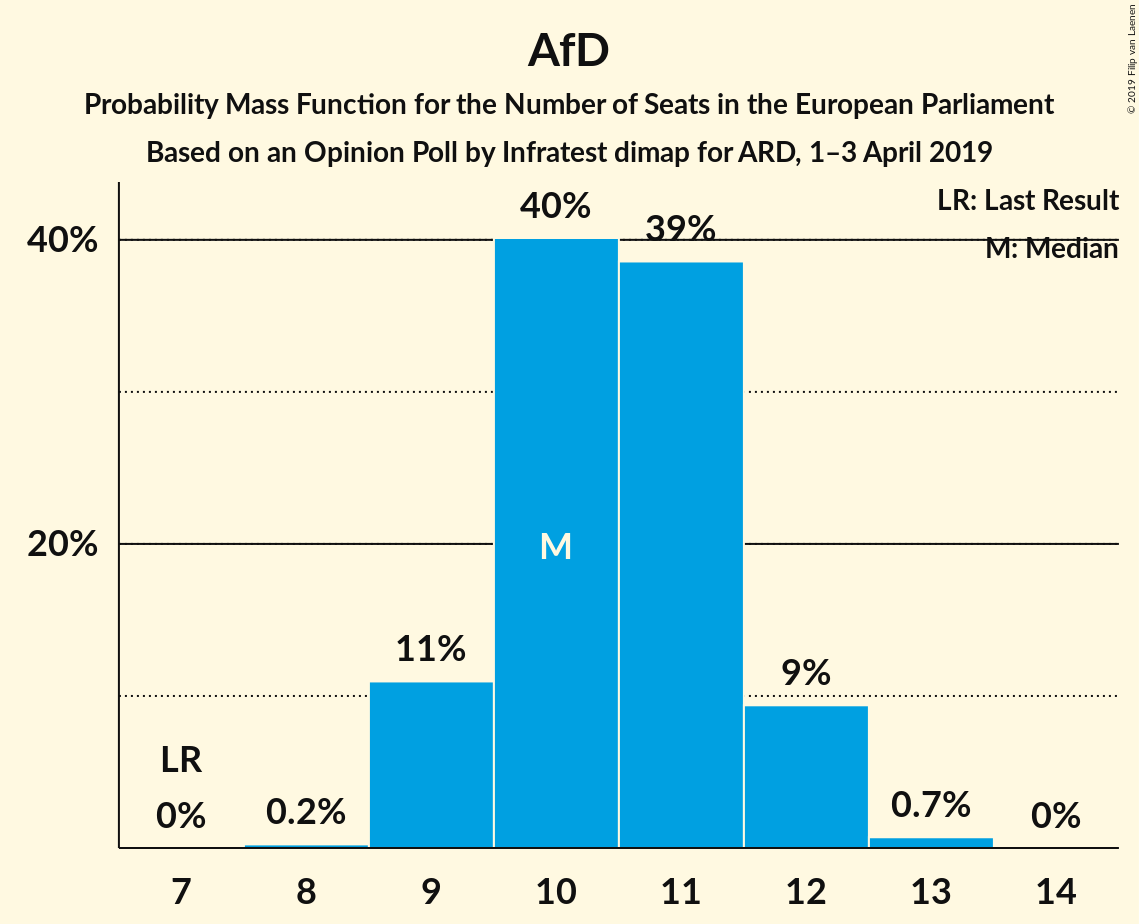 AfD
Probability Mass Function for the Number of Seats in the European Parliament
Based on an Opinion Poll by Infratest dimap for ARD, 1–3 April 2019
© 2019 Filip van Laenen
LR: Last Result
M: Median
40%
20%
LR
0%
0.2%
11%
40%
M
39%
9%
0.7%
0%
7 8 9 10 11 12 13 14